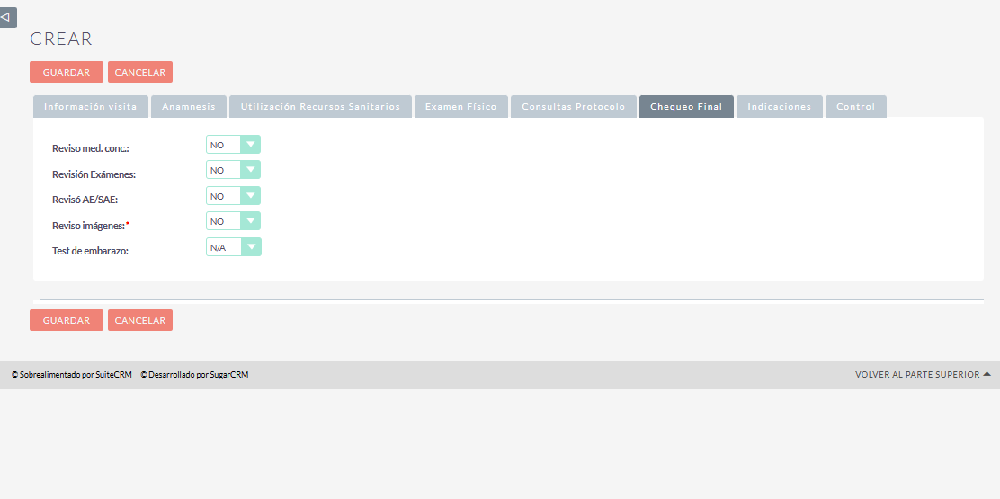 CREAR
GUARDAR CANCELAR
Información visita Anamnesis Utilización Recursos Sanitarios Examen Físico Consultas Protocolo Chequeo Final Indicaciones Control
Reviso med. conc.: NO
Revisión Exámenes: NO
Revisó AE/SAE: NO
Reviso imágenes:* NO
Test de embarazo: N/A
GUARDAR CANCELAR
© Sobrealimentado por SuiteCRM © Desarrollado por SugarCRM VOLVER AL PARTE SUPERIOR